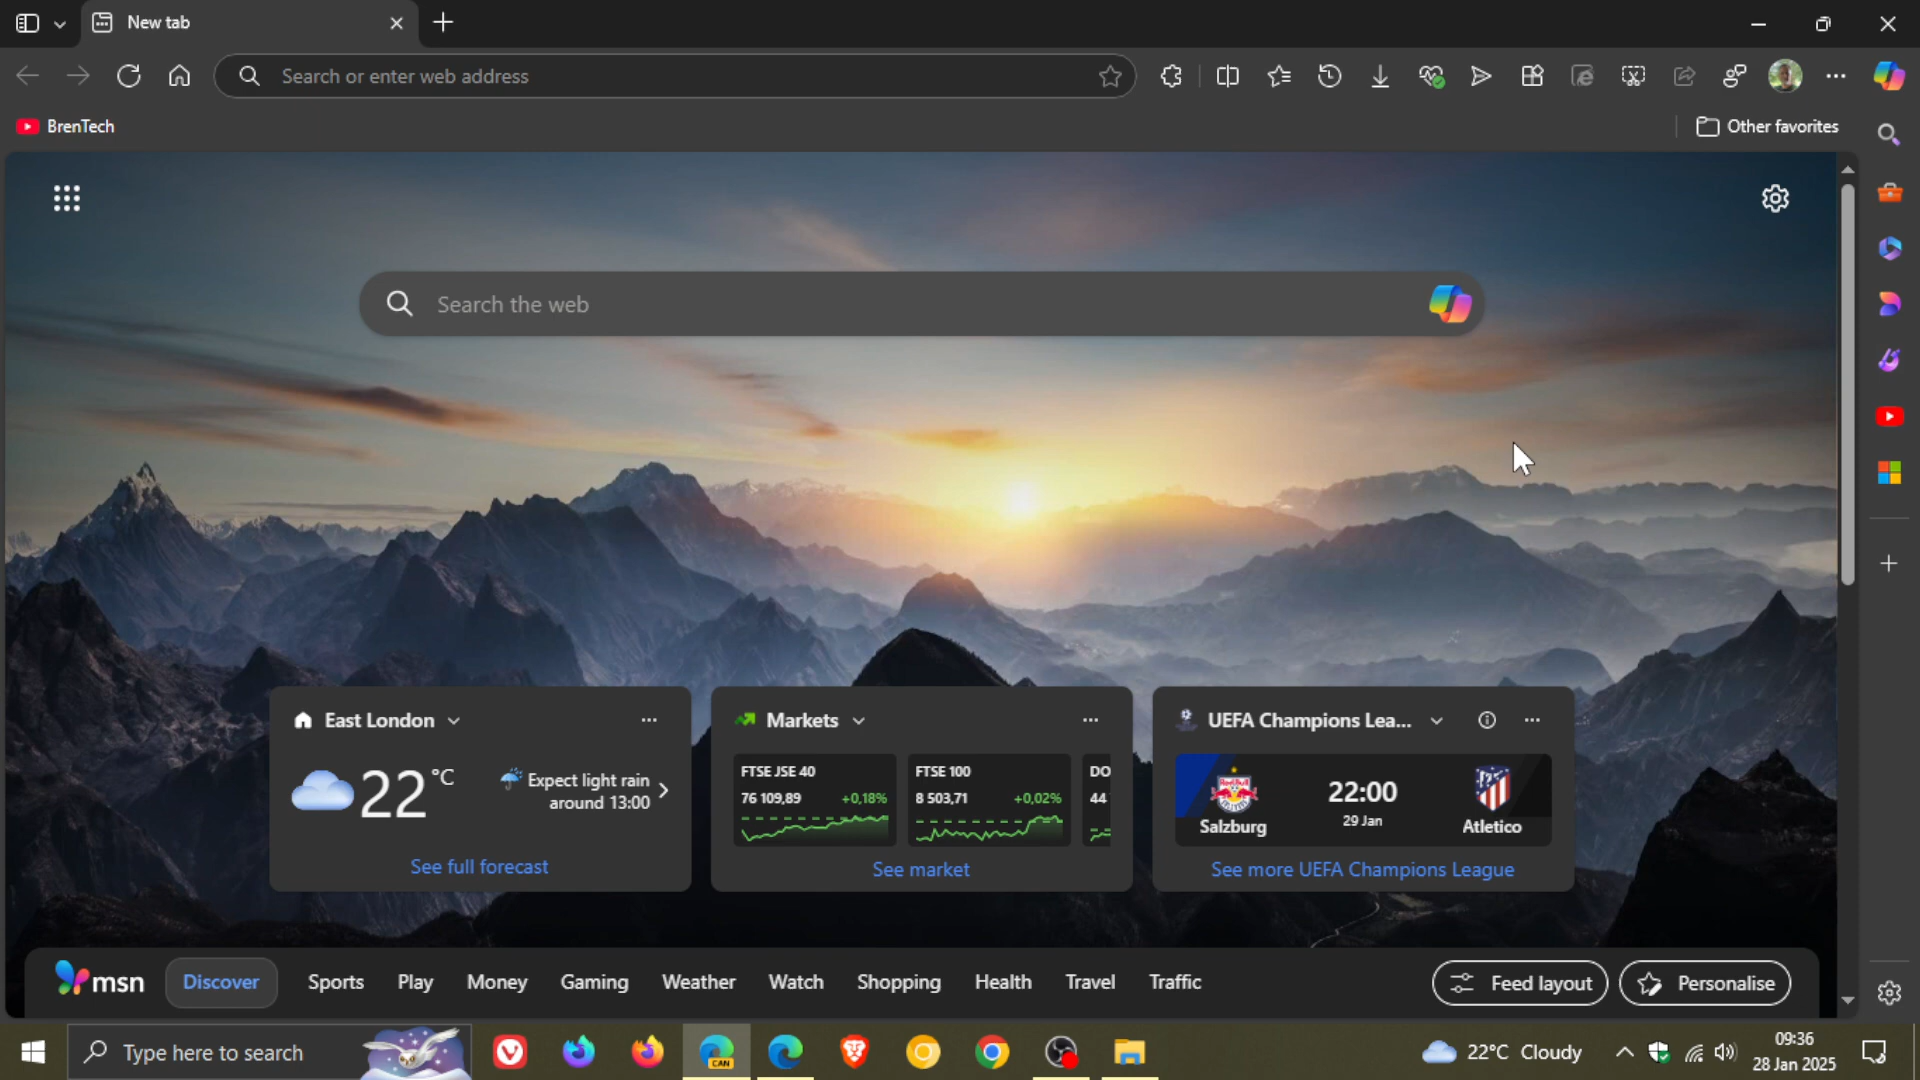 New tab
Search or enter web address
BrenTech
Other favorites
Search the web
East London
22 °C
Expect light rain
around 13:00
See full forecast
Markets
FTSE JSE 40
76 109,89 +0,18%
FTSE 100
8 503,71 +0,02%
DO
44
See market
UEFA Champions Lea...
Salzburg
22:00
29 Jan
Atletico
See more UEFA Champions League
msn
Discover
Sports
Play
Money
Gaming
Weather
Watch
Shopping
Health
Travel
Traffic
Feed layout
Personalise
Type here to search
CAN
22°C Cloudy
09:36
28 Jan 2025